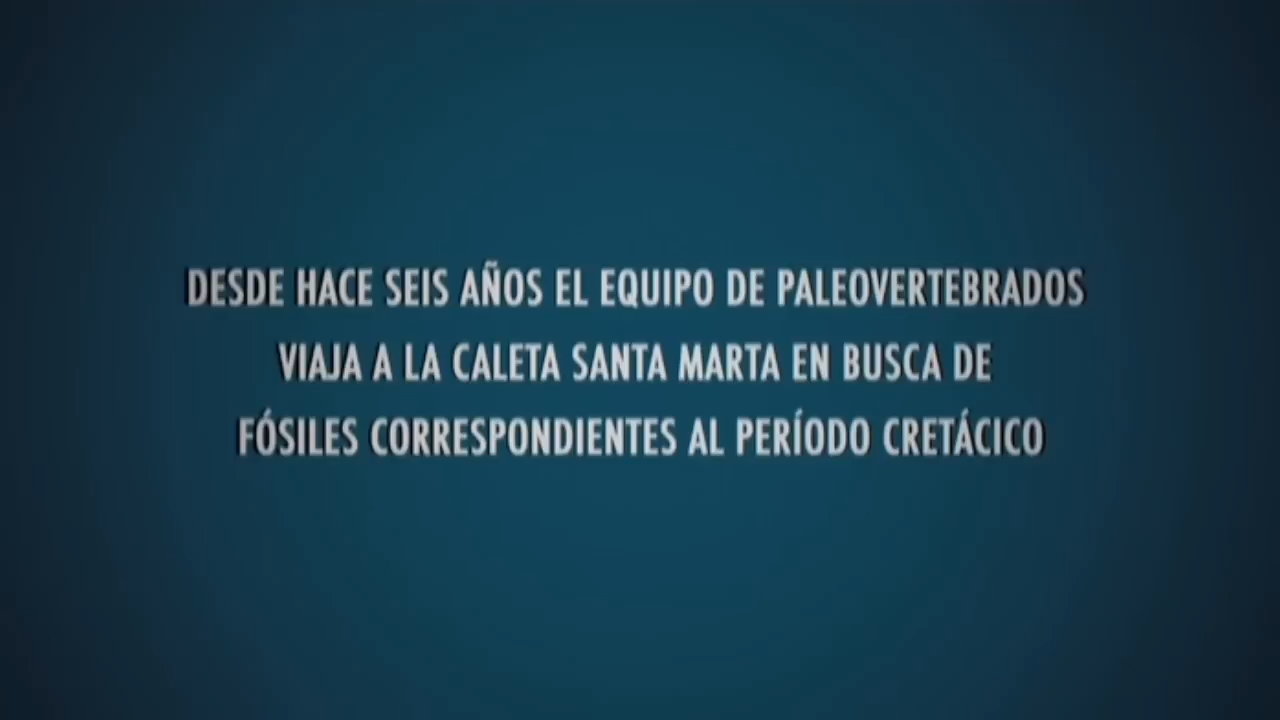 DESDE HACE SEIS AÑOS EL EQUIPO DE PALEOVERTEBRADOS
VIAJA A LA CALETA SANTA MARTA EN BUSCA DE
FÓSILES CORRESPONDIENTES AL PERÍODO CRETÁCICO